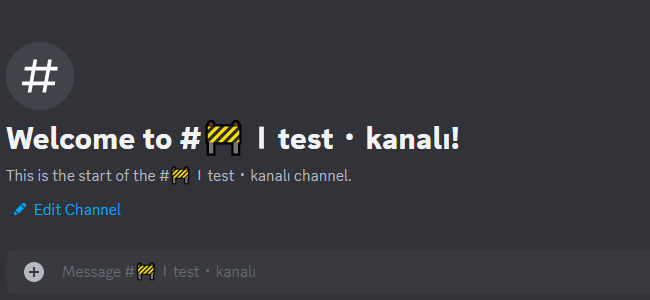 #
Welcome to #🚧 | test・kanalı!
This is the start of the #🚧 | test・kanalı channel.
Edit Channel
Message #🚧 | test・kanalı